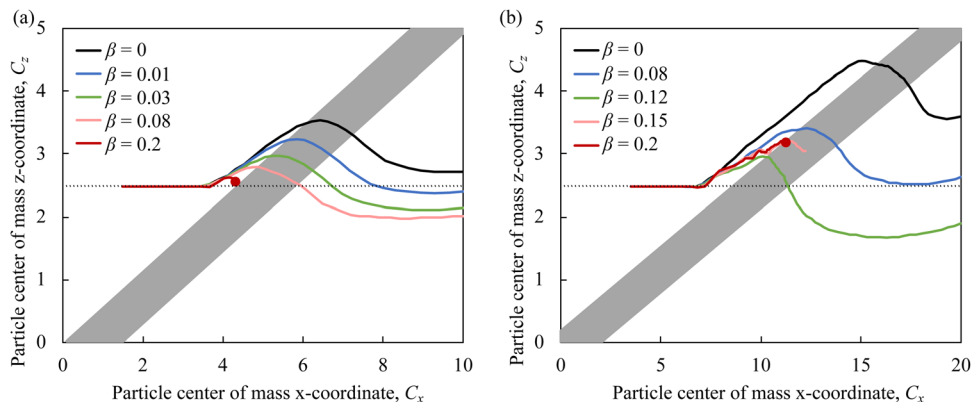 (a)
5
4
3
2
1
0
Particle center of mass z-coordinate, Cz
β = 0
β = 0.01
β = 0.03
β = 0.08
β = 0.2
0 2 4 6 8 10
Particle center of mass x-coordinate, Cx
(b)
5
4
3
2
1
0
Particle center of mass z-coordinate, Cz
β = 0
β = 0.08
β = 0.12
β = 0.15
β = 0.2
0 5 10 15 20
Particle center of mass x-coordinate, Cx